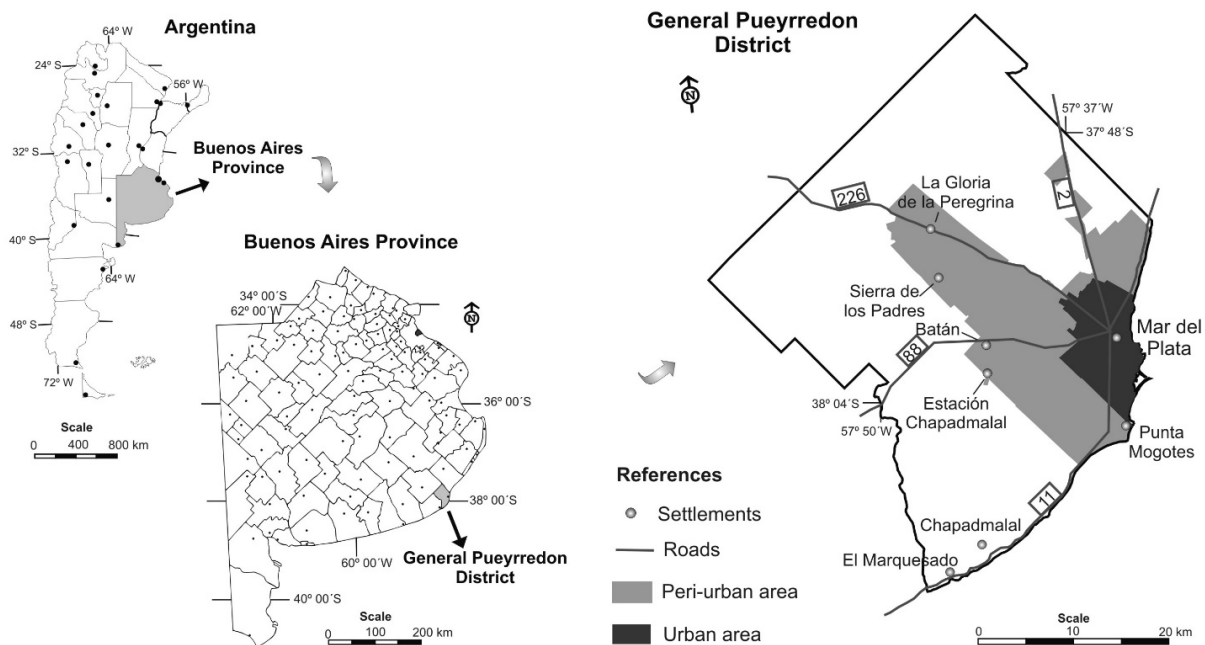 Argentina
64º W
24º S
56º W
32º S
Buenos Aires
Province
40º S
64º W
48º S
72º W
Scale
0 400 800 km
Buenos Aires Province
N
34º 00´S
62º 00´W
36º 00´S
38º 00´S
60º 00´W
General Pueyrredon
District
40º 00´S
Scale
0 100 200 km
General Pueyrredon
District
N
57º 37´W
37º 48´S
226
2
La Gloria
de la Peregrina
Sierra de
los Padres
Batán
88
Mar del
Plata
38º 04´S
57º 50´W
Estación
Chapadmalal
Punta
Mogotes
11
Chapadmalal
El Marquesado
References
Settlements
Roads
Peri-urban area
Urban area
Scale
0 10 20 km